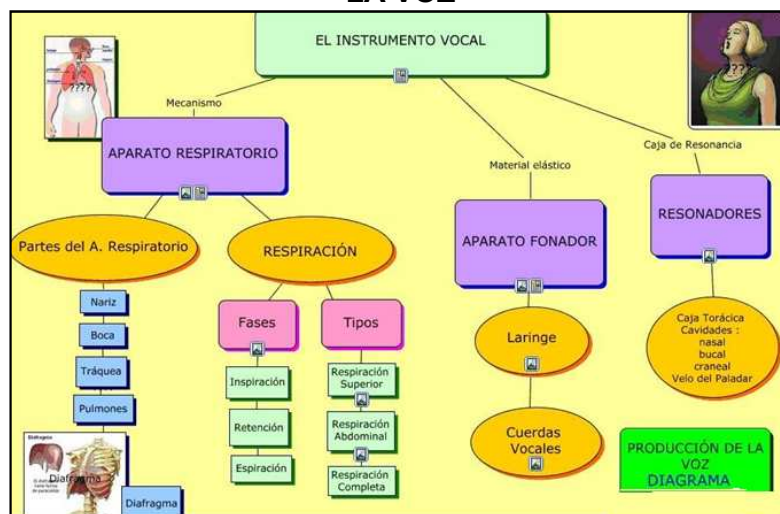 EL INSTRUMENTO VOCAL
????
????
Mecanismo
APARATO RESPIRATORIO
Material elástico
Caja de Resonancia
APARATO FONADOR
RESONADORES
Partes del A. Respiratorio
RESPIRACIÓN
Nariz
Boca
Tráquea
Pulmones
Diafragma
Diafragma
Diafragma
Fases
Inspiración
Retención
Espiración
Tipos
Respiración
Superior
Respiración
Abdominal
Respiración
Completa
Laringe
Cuerdas
Vocales
Caja Torácica
Cavidades :
nasal
bucal
craneal
Velo del Paladar
PRODUCCIÓN DE LA
VOZ
DIAGRAMA